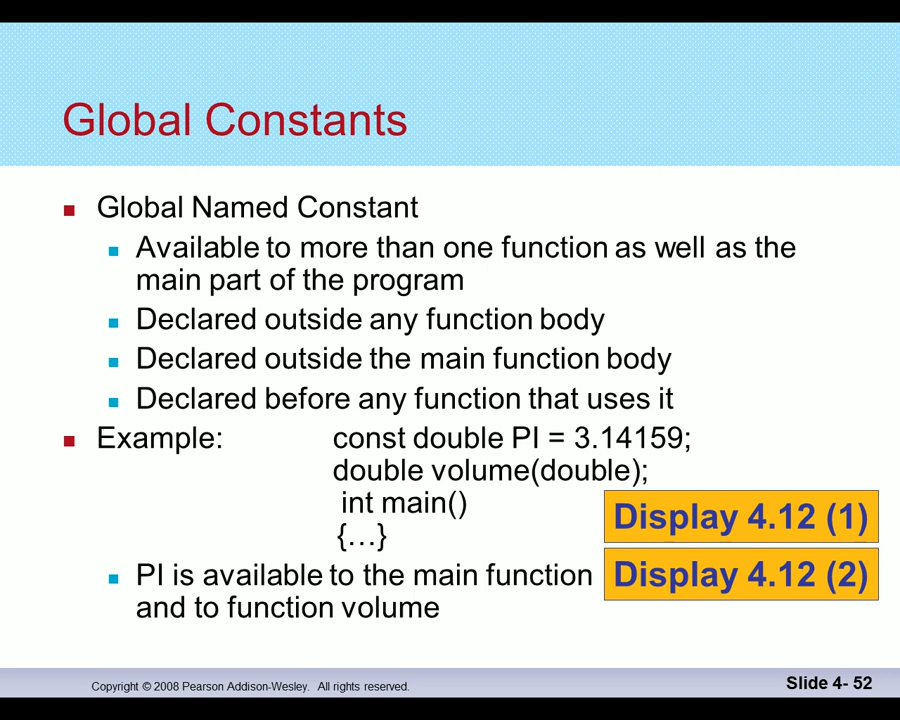 Global Constants
Global Named Constant
Available to more than one function as well as the
main part of the program
Declared outside any function body
Declared outside the main function body
Declared before any function that uses it
Example: const double PI = 3.14159;
double volume(double);
int main()
{…}
Display 4.12 (1)
PI is available to the main function
and to function volume
Display 4.12 (2)
Copyright © 2008 Pearson Addison-Wesley. All rights reserved.
Slide 4- 52